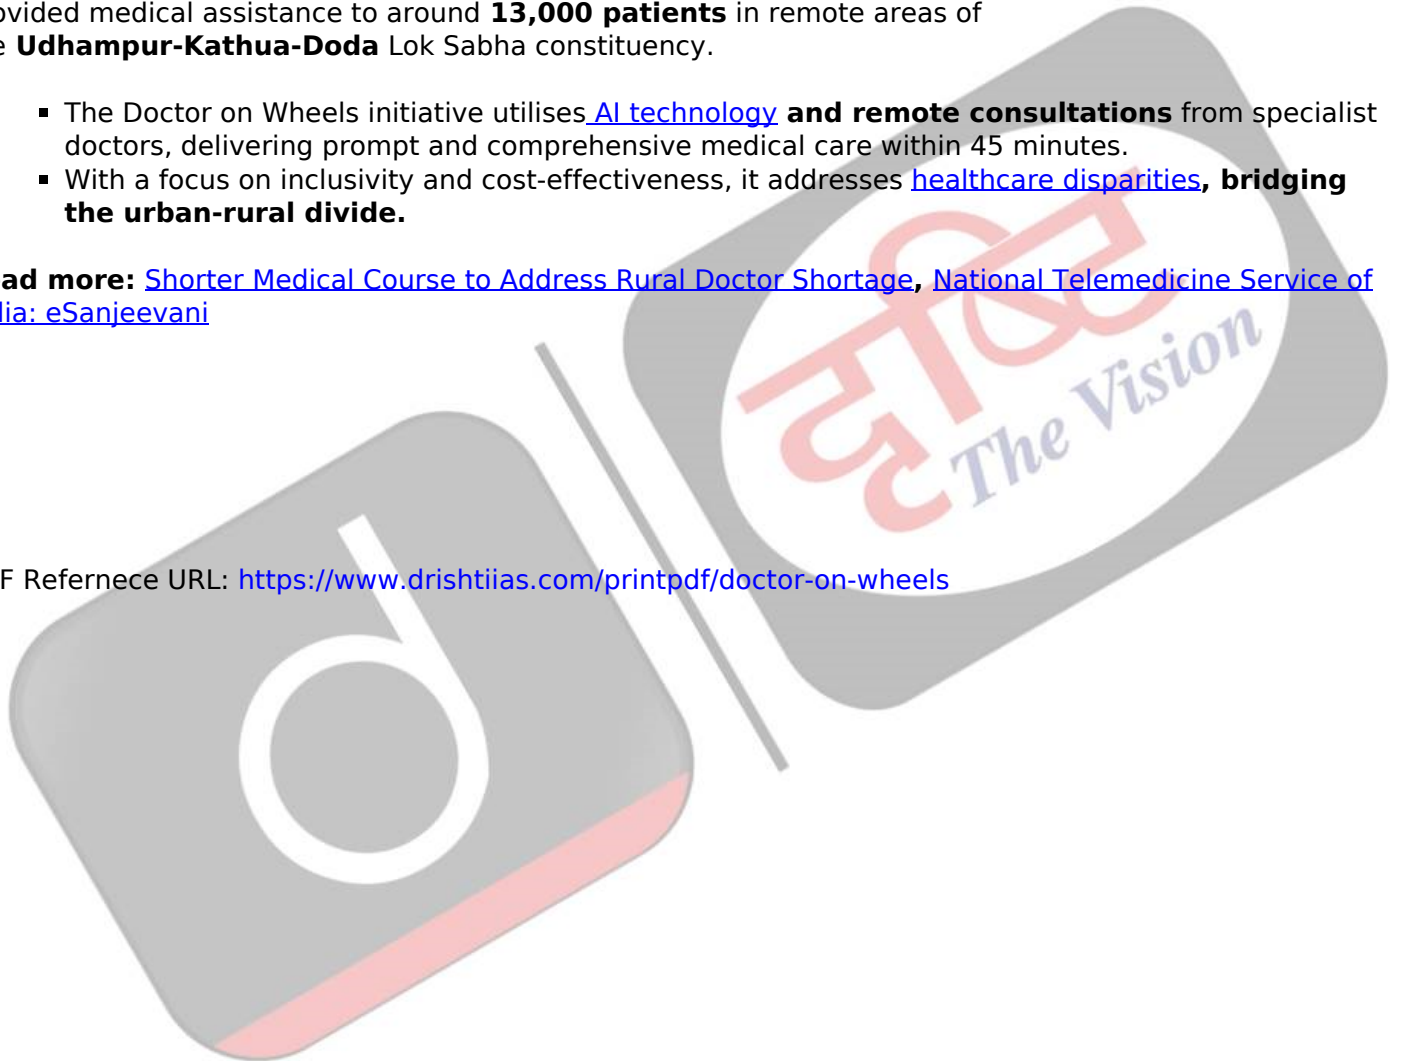 ovided medical assistance to around 13,000 patients in remote areas of
e Udhampur-Kathua-Doda Lok Sabha constituency.
▪ The Doctor on Wheels initiative utilises AI technology and remote consultations from specialist
doctors, delivering prompt and comprehensive medical care within 45 minutes.
▪ With a focus on inclusivity and cost-effectiveness, it addresses healthcare disparities, bridging
the urban-rural divide.
ad more: Shorter Medical Course to Address Rural Doctor Shortage, National Telemedicine Service of
dia: eSanjeevani
दृष्टि
The Vision
F Refernece URL: https://www.drishtiias.com/printpdf/doctor-on-wheels
d